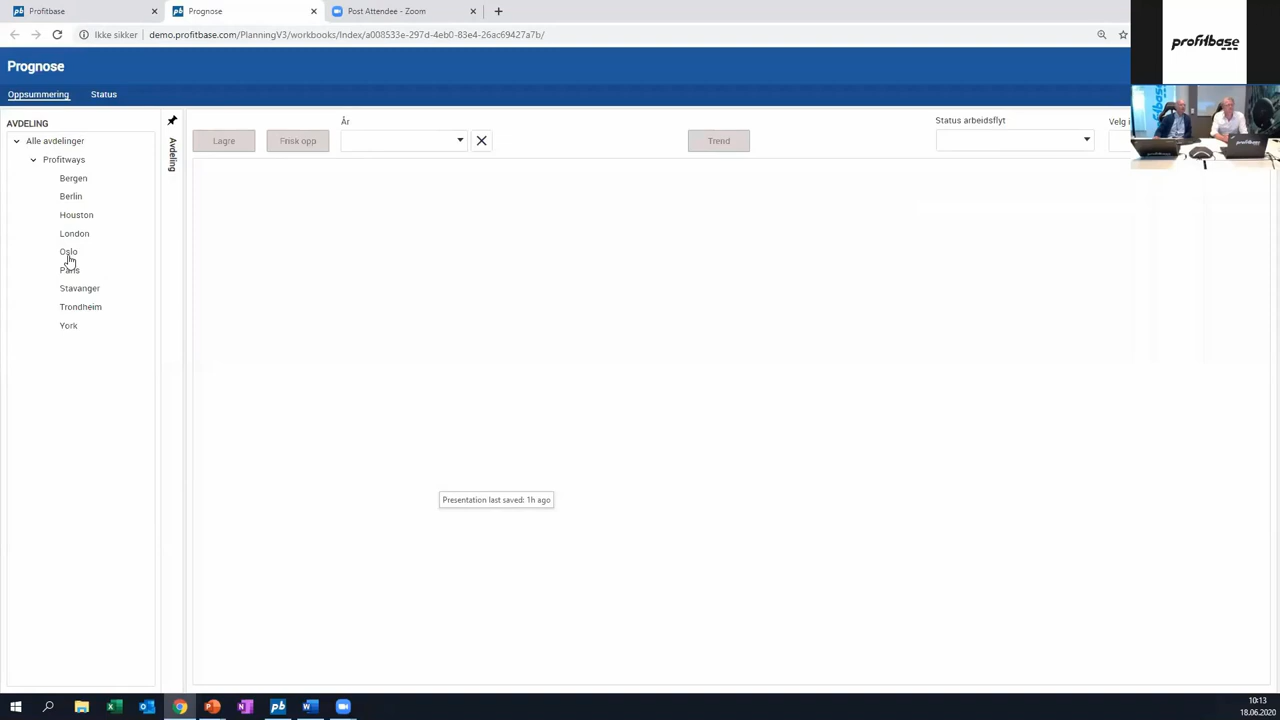 Profitbase
Prognose
Post Attendee - Zoom
Ikke sikker
demo.profitbase.com/PlanningV3/workbooks/Index/a008533e-297d-4eb0-83e4-26ac69427a7b/
profitbase
Prognose
Oppsummering
Status
AVDELING
Alle avdelinger
Profitways
Bergen
Berlin
Houston
London
Oslo
Paris
Stavanger
Trondheim
York
Avdeling
Lagre
Frisk opp
År
Trend
Status arbeidsflyt
Velg
Presentation last saved: 1h ago
10:13
18.06.2020